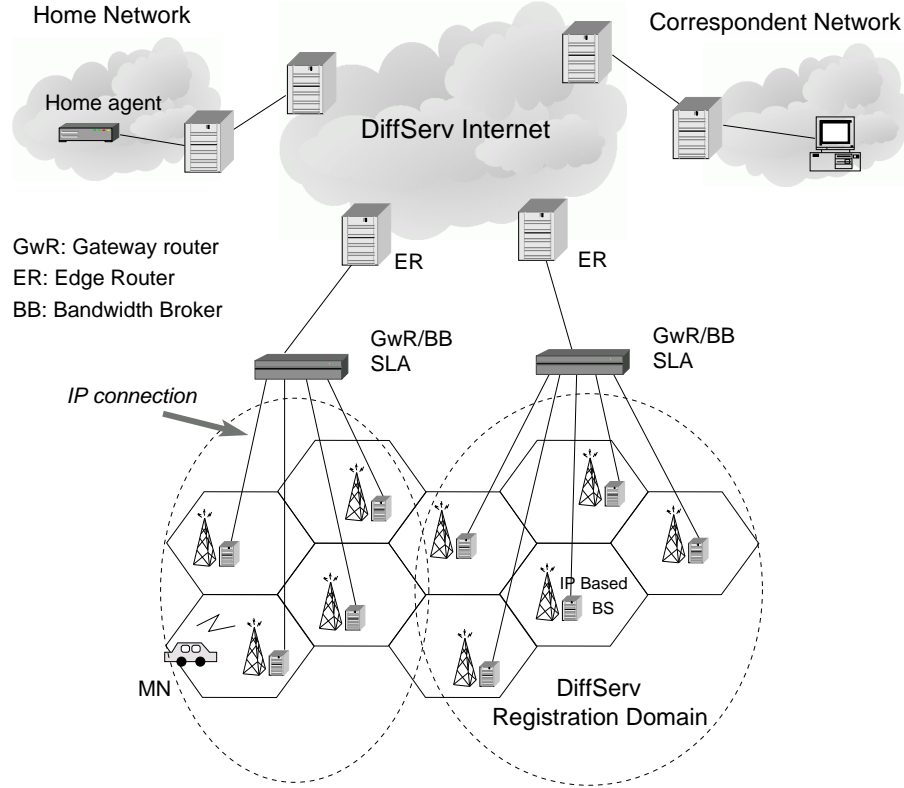 Home Network
Correspondent Network
Home agent
DiffServ Internet
GwR: Gateway router
ER: Edge Router
BB: Bandwidth Broker
ER
ER
GwR/BB
SLA
GwR/BB
SLA
IP connection
IP Based
BS
MN
DiffServ
Registration Domain